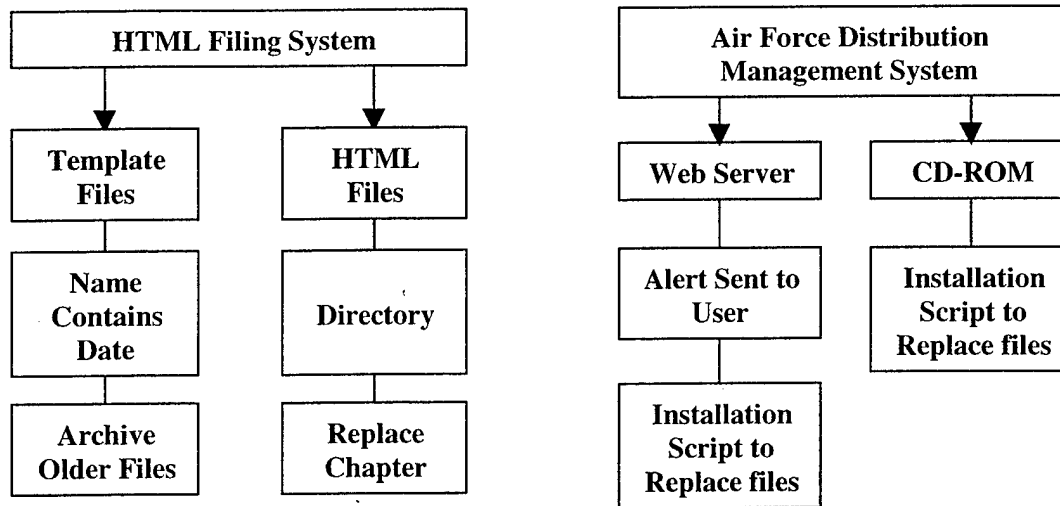 HTML Filing System
Template
Files
HTML
Files
Name
Contains
Date
Directory
Archive
Older Files
Replace
Chapter
Air Force Distribution
Management System
Web Server
CD-ROM
Alert Sent to
User
Installation
Script to
Replace files
Installation
Script to
Replace files